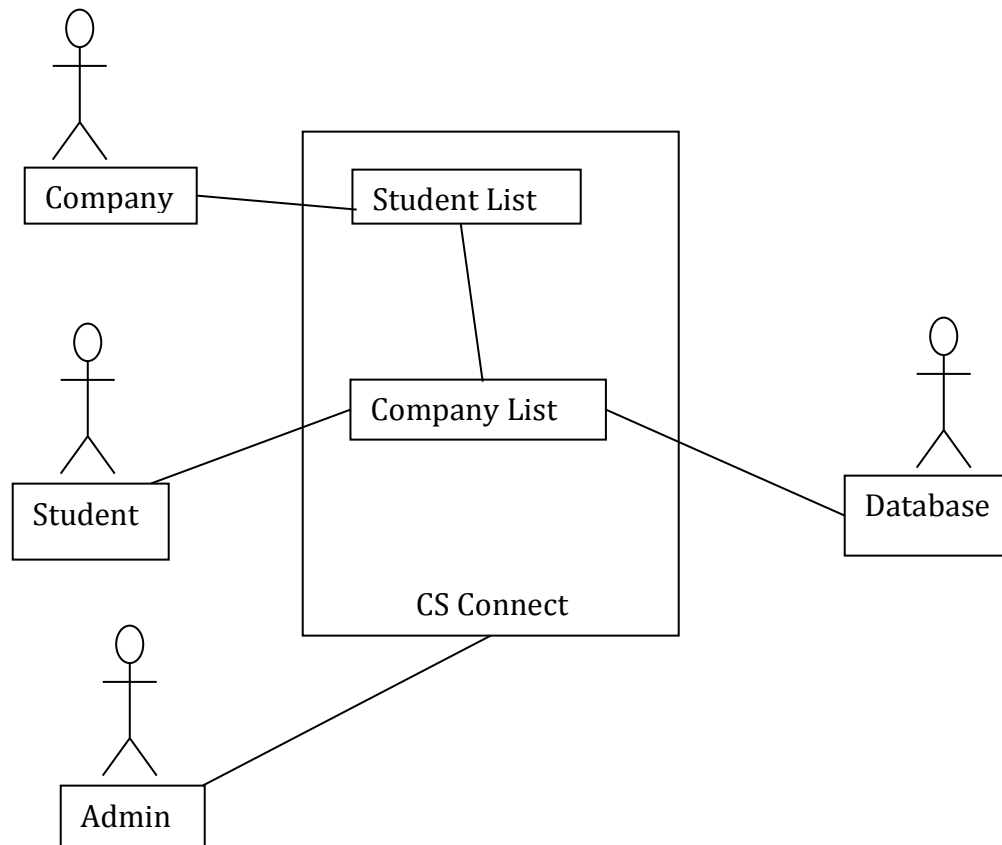 Company
Student List
Company List
Student
Database
CS Connect
Admin